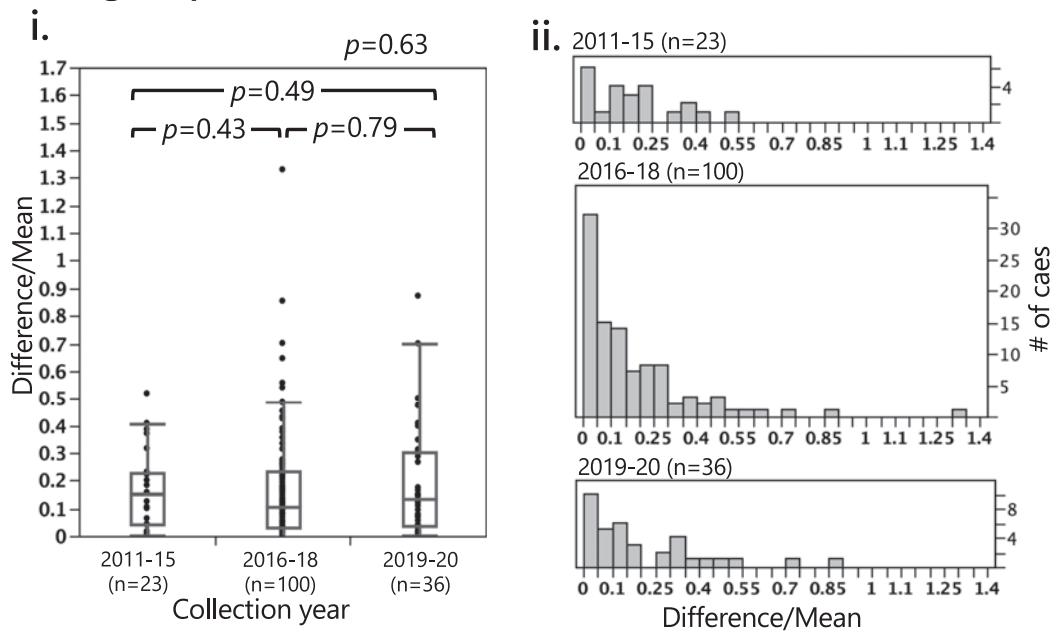 i.
p=0.63
1.7
1.6
1.5
1.4
1.3
1.2
1.1
1
0.9
0.8
0.7
0.6
0.5
0.4
0.3
0.2
0.1
0
p=0.49
p=0.43
p=0.79
Difference/Mean
2011-15 2016-18 2019-20
(n=23) (n=100) (n=36)
Collection year
ii.
2011-15 (n=23)
4
0 0.1 0.25 0.4 0.55 0.7 0.85 1 1.1 1.25 1.4
2016-18 (n=100)
30
25
20
15
10
5
# of caes
0 0.1 0.25 0.4 0.55 0.7 0.85 1 1.1 1.25 1.4
2019-20 (n=36)
8
4
0 0.1 0.25 0.4 0.55 0.7 0.85 1 1.1 1.25 1.4
Difference/Mean